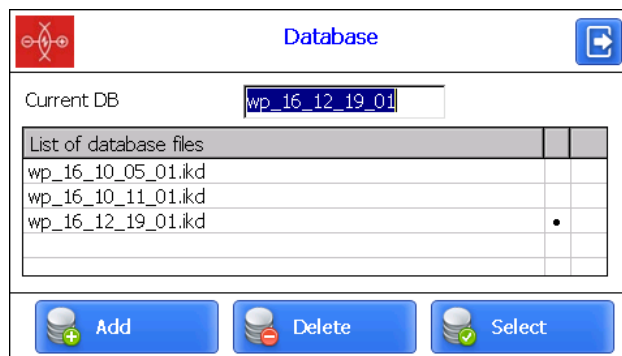 Database
Current DB wp_16_12_19_01
List of database files
wp_16_10_05_01.ikd
wp_16_10_11_01.ikd
wp_16_12_19_01.ikd •
Add Delete Select